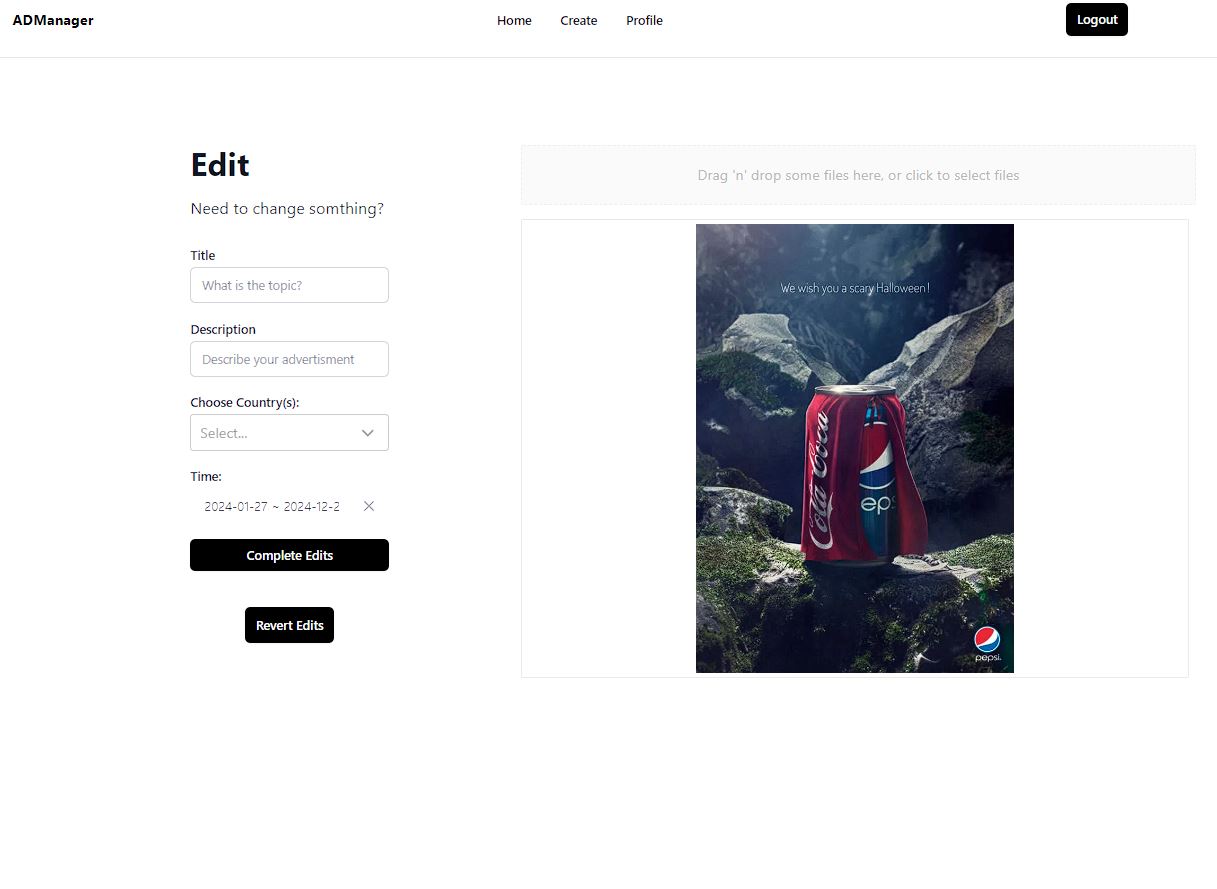 ADManager
Home
Create
Profile
Logout
Edit
Need to change somthing?
Title
What is the topic?
Description
Describe your advertisment
Choose Country(s):
Select...
Time:
2024-01-27 ~ 2024-12-2
Complete Edits
Revert Edits
Drag 'n' drop some files here, or click to select files
We wish you a scary Halloween!
Cola Coca
eps
pepsi.